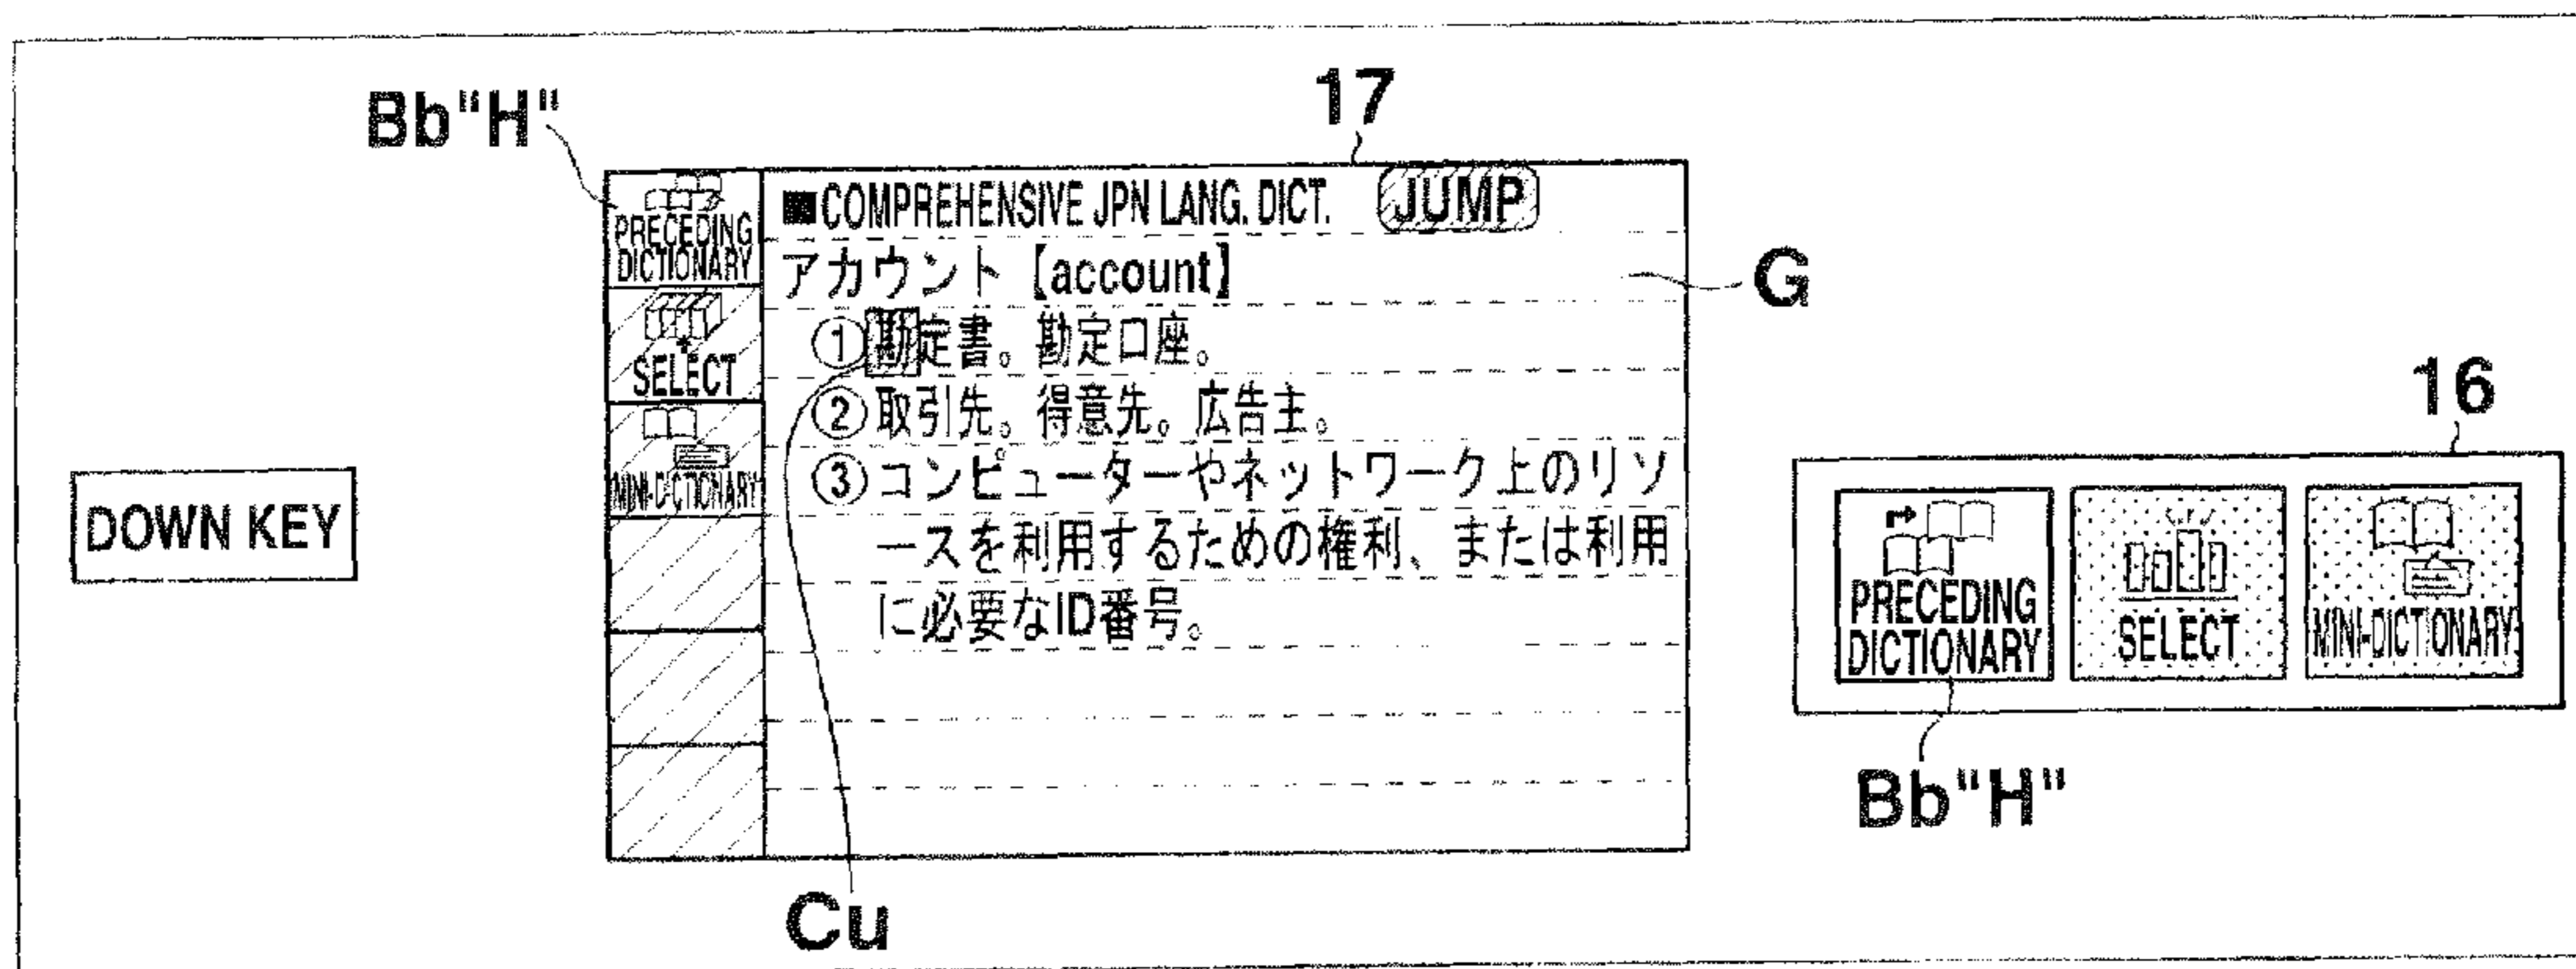 Bb"H"
17
PRECEDING
DICTIONARY
SELECT
MINI-DICTIONARY
COMPREHENSIVE JPN LANG. DICT. JUMP
アカウント【account】
①勘定書。勘定口座。
②取引先。得意先。広告主。
③コンピューターやネットワーク上のリソ
ースを利用するための権利、または利用
に必要なID番号。
G
DOWN KEY
16
PRECEDING
DICTIONARY
SELECT
MINI-DICTIONARY
Bb"H"
Cu